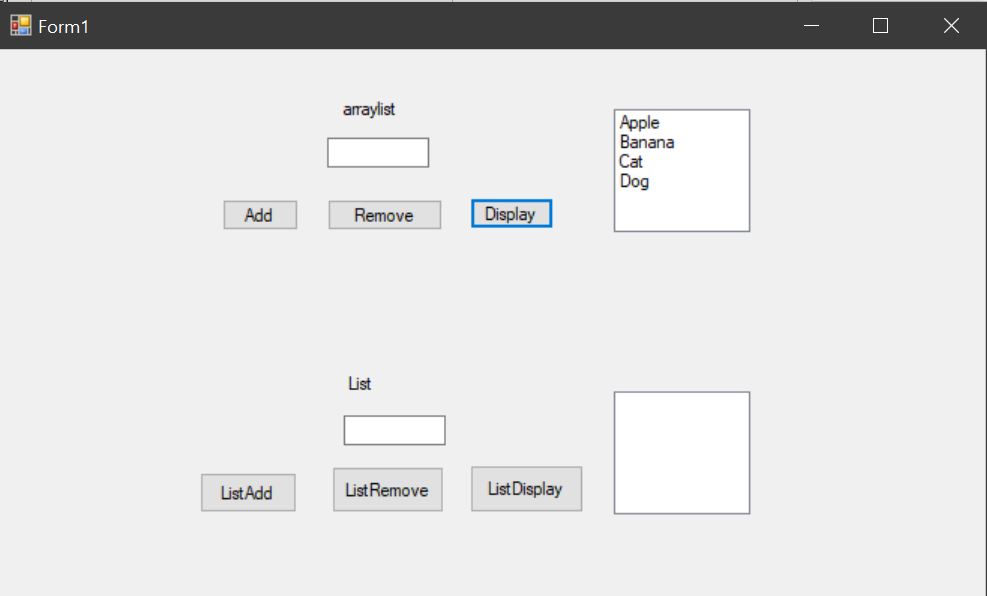 Form1
arraylist
Add Remove Display
Apple
Banana
Cat
Dog
List
ListAdd ListRemove ListDisplay